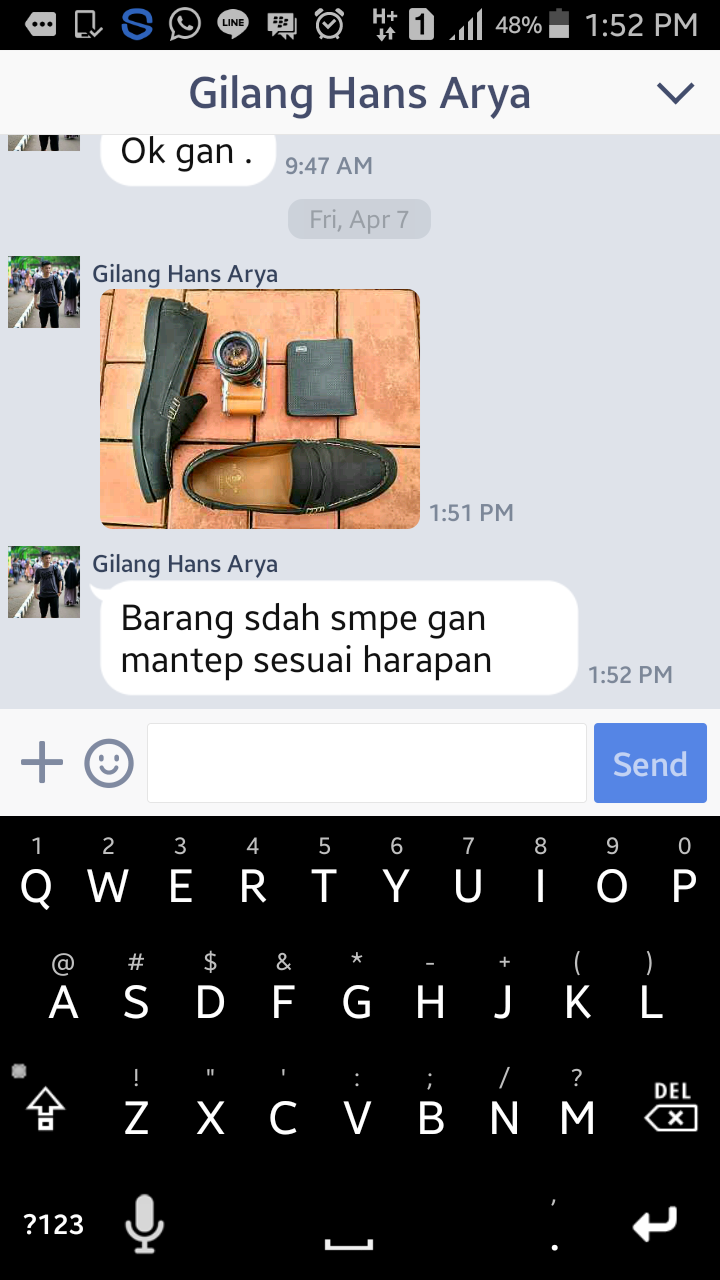 LINE
H+
1
48%
1:52 PM
Gilang Hans Arya
Ok gan .
9:47 AM
Fri, Apr 7
Gilang Hans Arya
1:51 PM
Gilang Hans Arya
Barang sdah smpe gan
mantep sesuai harapan
1:52 PM
Send
1 2 3 4 5 6 7 8 9 0
Q W E R T Y U I O P
@ # $ & * - + ( )
A S D F G H J K L
! " ' : ; / ?
DEL
Z X C V B N M
,
?123 .